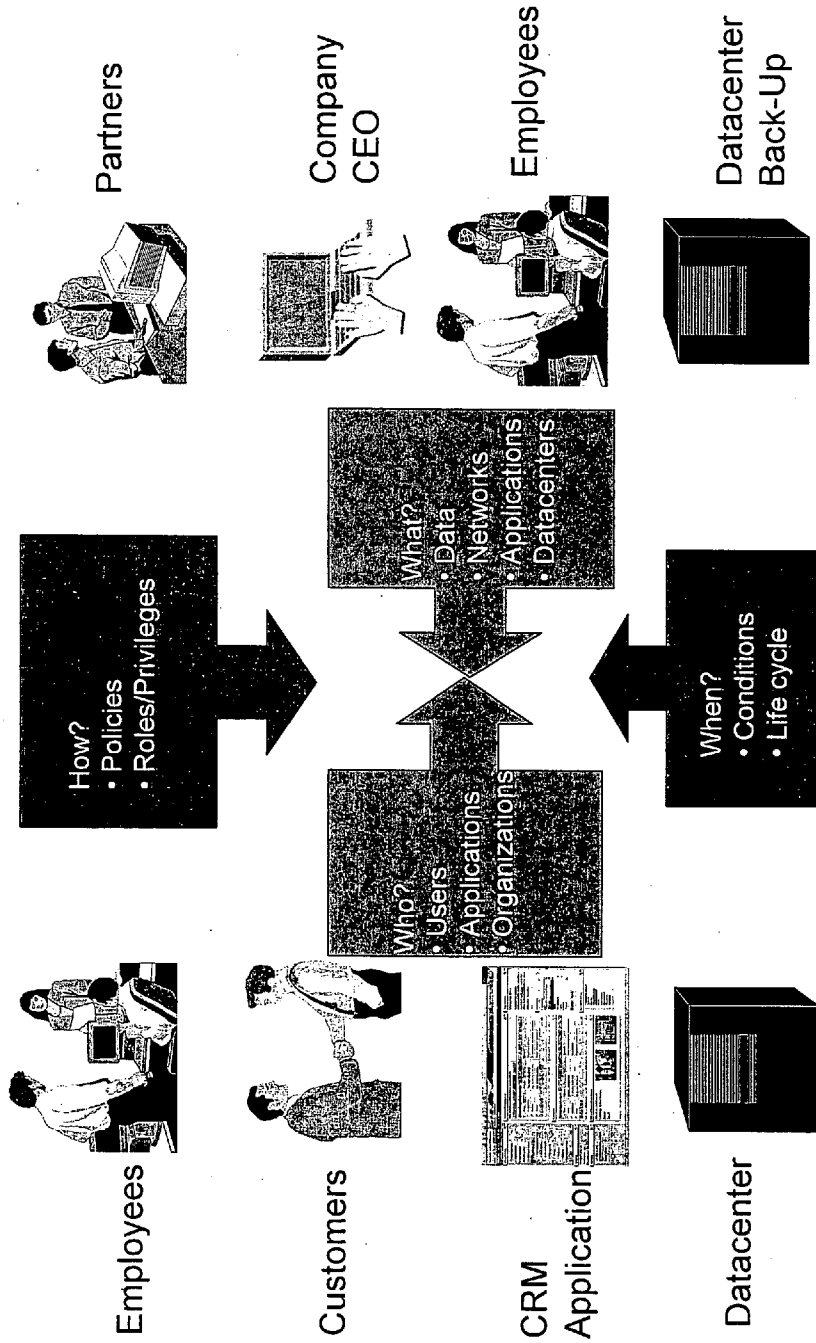 Employees
Customers
CRM
Application
Datacenter
How?
• Policies
• Roles/Privileges
Who?
• Users
• Applications
• Organizations
What?
• Data
• Networks
• Applications
• Datacenters
When?
• Conditions
• Life cycle
Partners
Company
CEO
Employees
Datacenter
Back-Up